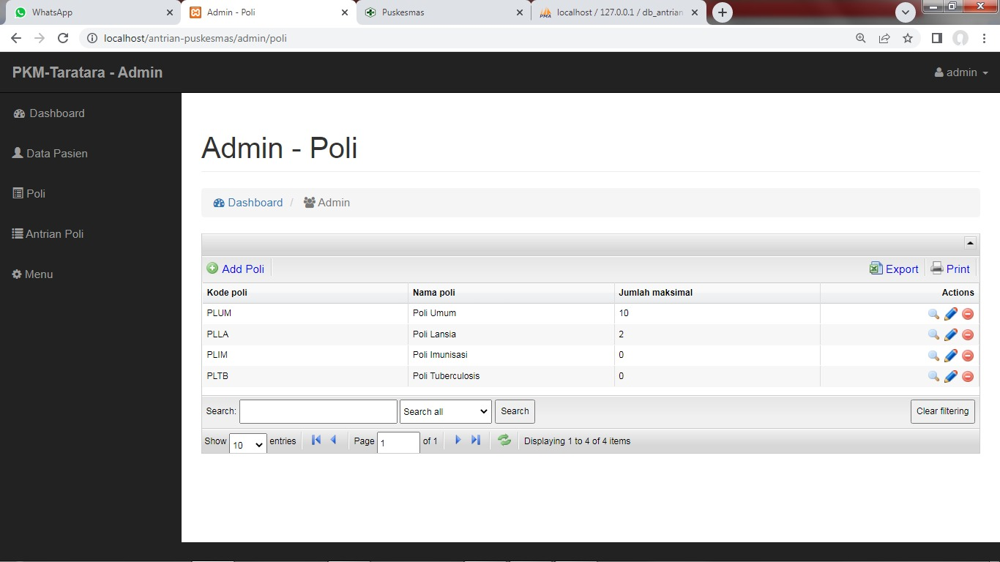 WhatsApp
Admin - Poli
Puskesmas
localhost / 127.0.0.1 / db_antrian
localhost/antrian-puskesmas/admin/poli
PKM-Taratara - Admin
admin
Dashboard
Data Pasien
Poli
Antrian Poli
Menu
Admin - Poli
Dashboard / Admin
Add Poli Export Print
Kode poli Nama poli Jumlah maksimal Actions
PLUM Poli Umum 10
PLLA Poli Lansia 2
PLIM Poli Imunisasi 0
PLTB Poli Tuberculosis 0
Search: Search all Search Clear filtering
Show 10 entries Page 1 of 1 Displaying 1 to 4 of 4 items